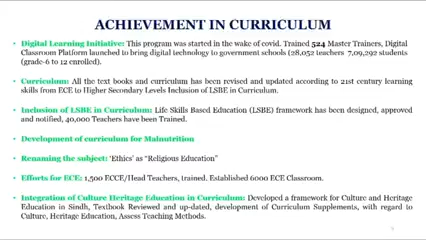 ACHIEVEMENT IN CURRICULUM
• Digital Learning Initiative: This program was started in the wake of covid. Trained 524 Master Trainers, Digital
Classroom Platform launched to bring digital technology to government schools (28,052 teachers 7,09,292 students
(grade-6 to 12 enrolled).
• Curriculum: All the text books and curriculum has been revised and updated according to 21st century learning
skills from ECE to Higher Secondary Levels Inclusion of LSBE in Curriculum.
• Inclusion of LSBE in Curriculum: Life Skills Based Education (LSBE) framework has been designed, approved
and notified, 40,000 Teachers have been Trained.
• Development of curriculum for Malnutrition
• Renaming the subject: 'Ethics' as "Religious Education"
• Efforts for ECE: 1,500 ECCE/Head Teachers, trained. Established 6000 ECE Classroom.
• Integration of Culture Heritage Education in Curriculum: Developed a framework for Culture and Heritage
Education in Sindh, Textbook Reviewed and up-dated, development of Curriculum Supplements, with regard to
Culture, Heritage Education, Assess Teaching Methods.